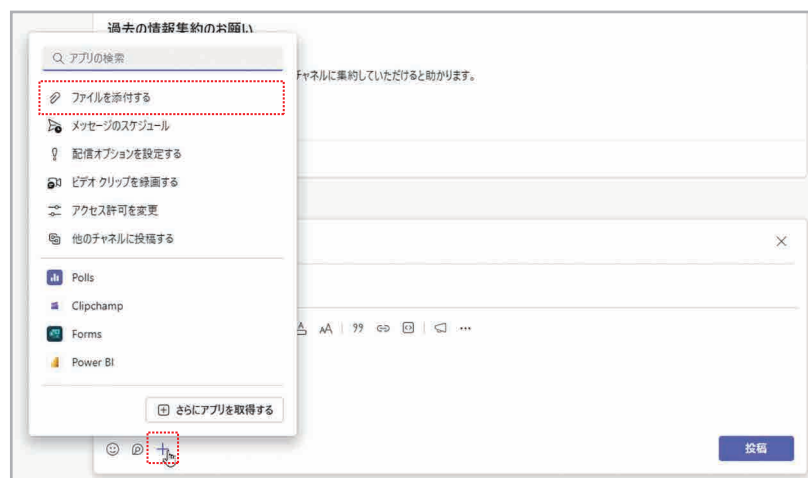 過去の情報集約のお願い
アプリの検索
チャネルに集約していただけると助かります。
ファイルを添付する
メッセージのスケジュール
配信オプションを設定する
ビデオ クリップを録画する
アクセス許可を変更
他のチャネルに投稿する
Polls
Clipchamp
Forms
Power BI
さらにアプリを取得する
投稿